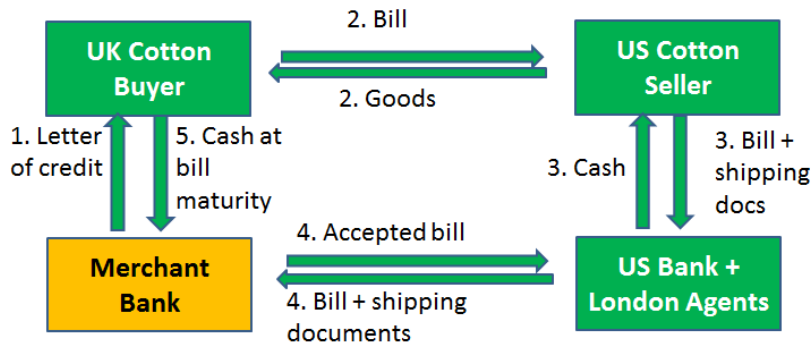 2. Bill
UK Cotton
Buyer
US Cotton
Seller
2. Goods
1. Letter
of credit
5. Cash at
bill
maturity
3. Cash
3. Bill +
shipping
docs
4. Accepted bill
Merchant
Bank
US Bank +
London Agents
4. Bill + shipping
documents